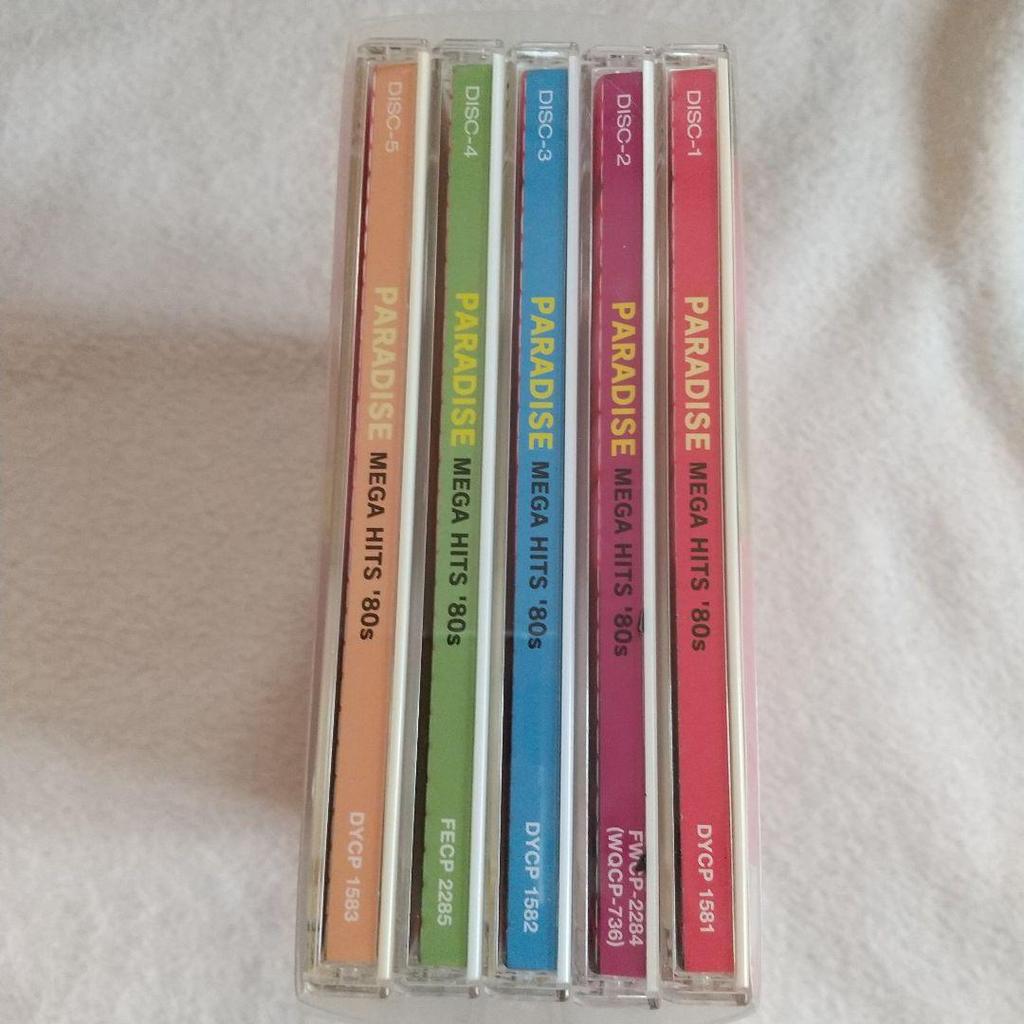 DISC-5 PARADISE MEGA HITS '80s DYCP 1583
DISC-4 PARADISE MEGA HITS '80s FECP 2285
DISC-3 PARADISE MEGA HITS '80s DYCP 1582
DISC-2 PARADISE MEGA HITS '80s FWCP-2284
(WQCP-736)
DISC-1 PARADISE MEGA HITS '80s DYCP 1581